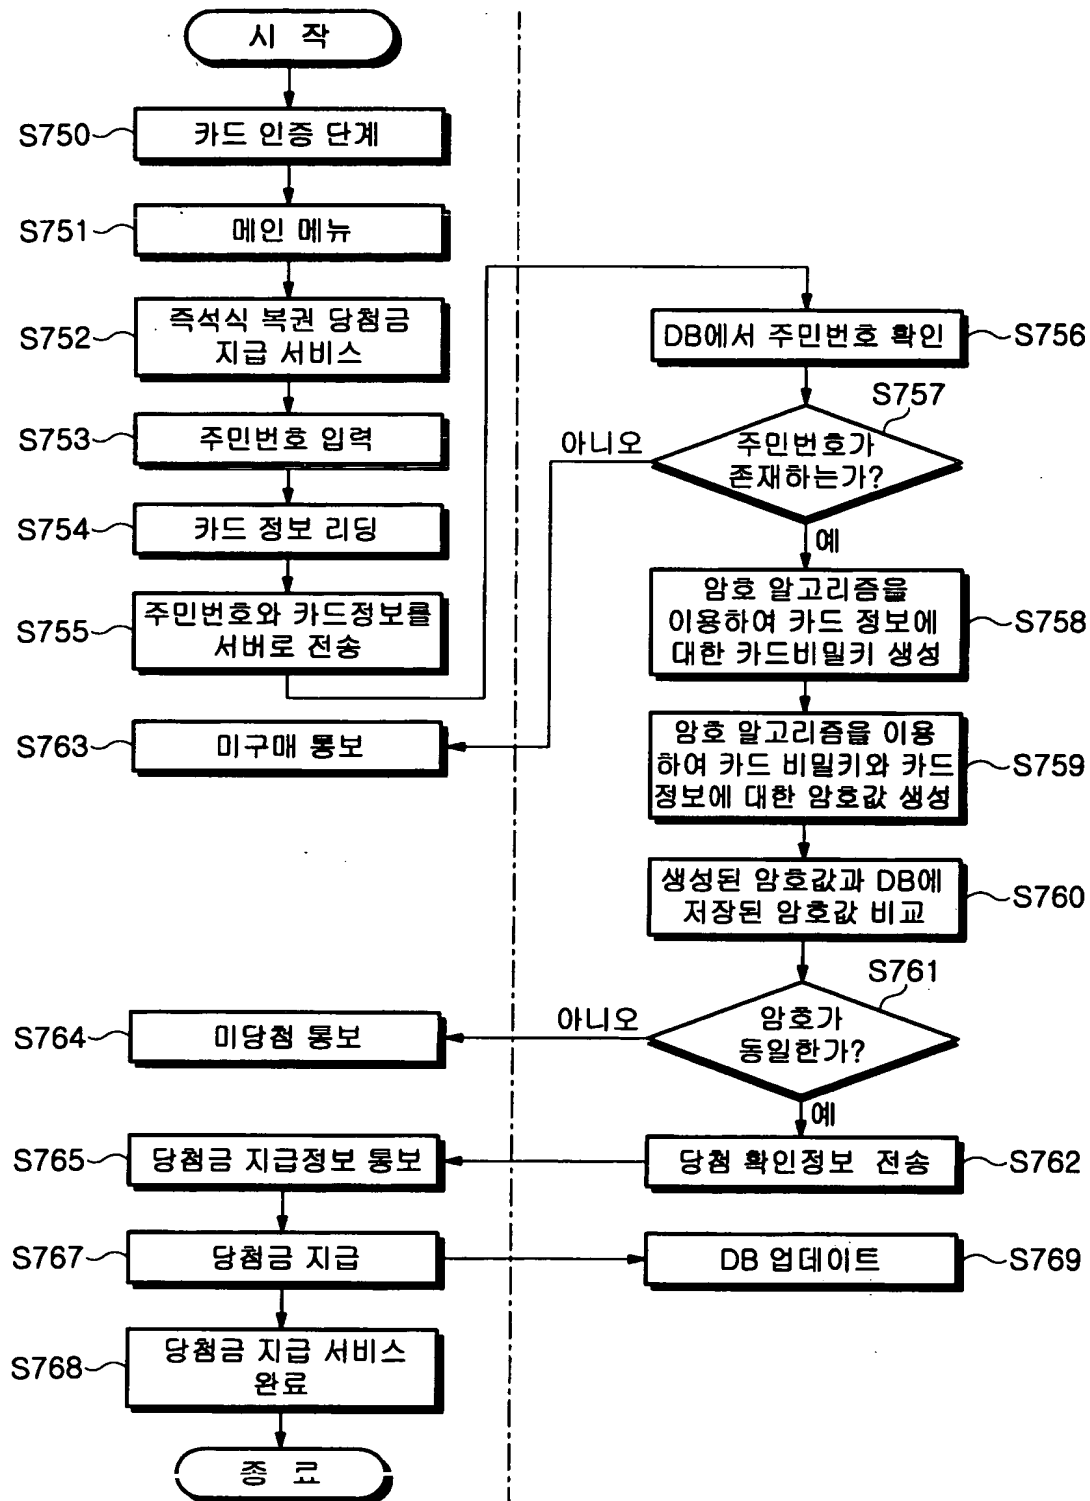 시 작
S750
카드 인증 단계
S751
메인 메뉴
S752
즉석식 복권 당첨금
지급 서비스
S753
주민번호 입력
S754
카드 정보 리딩
S755
주민번호와 카드정보를
서버로 전송
S763
미구매 통보
DB에서 주민번호 확인
S756
S757
주민번호가
존재하는가?
아니오
예
암호 알고리즘을
이용하여 카드 정보에
대한 카드비밀키 생성
S758
암호 알고리즘을 이용
하여 카드 비밀키와 카드
정보에 대한 암호값 생성
S759
생성된 암호값과 DB에
저장된 암호값 비교
S760
S761
암호가
동일한가?
아니오
예
S764
미당첨 통보
S765
당첨금 지급정보 통보
당첨 확인정보 전송
S762
S767
당첨금 지급
DB 업데이트
S769
S768
당첨금 지급 서비스
완료
종 료